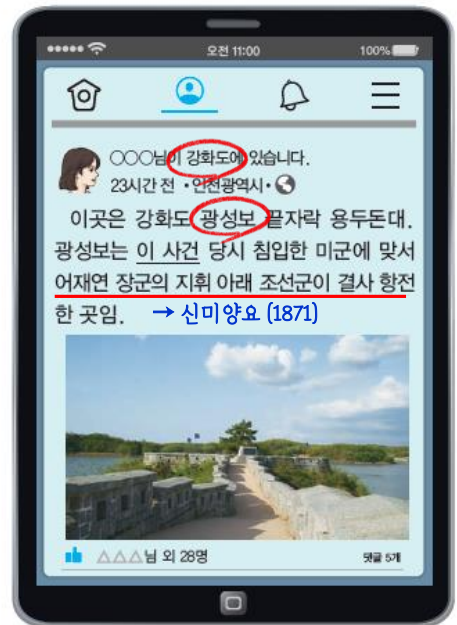 오전 11:00
100%
○○○님이 강화도에 있습니다.
23시간 전 • 인천광역시 •
이곳은 강화도 광성보 끝자락 용두돈대.
광성보는 이 사건 당시 침입한 미군에 맞서
어재연 장군의 지휘 아래 조선군이 결사 항전
한 곳임. → 신미양요 (1871)
△△△님 외 28명
댓글 5개